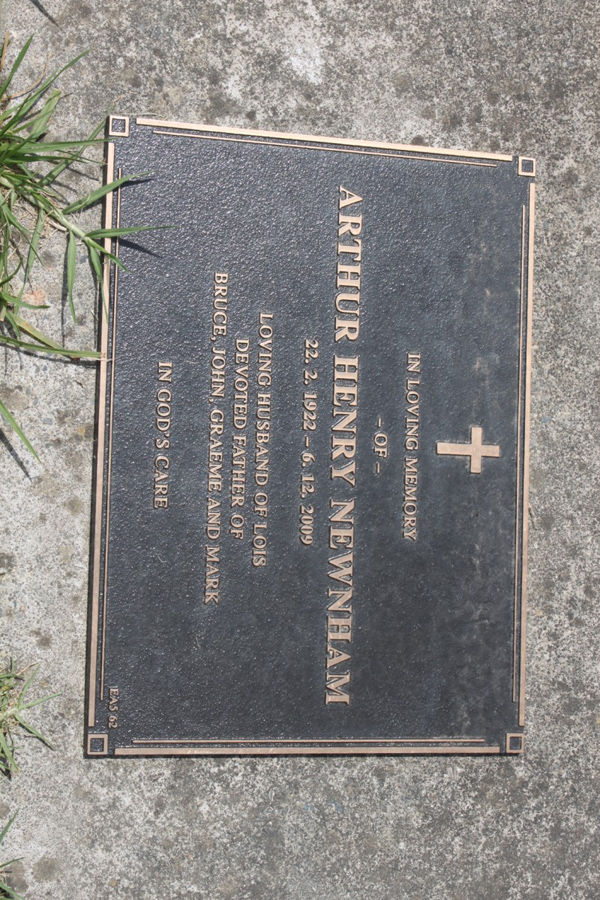 IN LOVING MEMORY
– OF –
ARTHUR HENRY NEWNHAM
22. 2. 1922 – 6. 12. 2009
LOVING HUSBAND OF LOIS
DEVOTED FATHER OF
BRUCE, JOHN, GRAEME AND MARK
IN GOD'S CARE